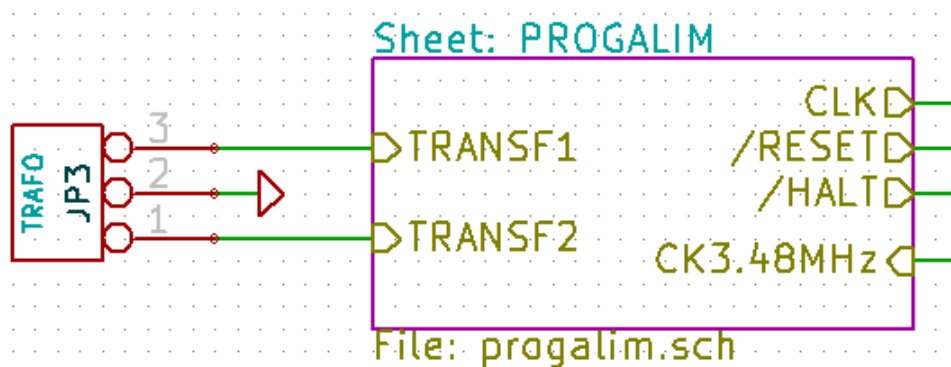 Sheet: PROGALIM
TRAFO
JP3
3
2
1
TRANSF1
TRANSF2
CLK
/RESET
/HALT
CK3.48MHz
File: progalim.sch